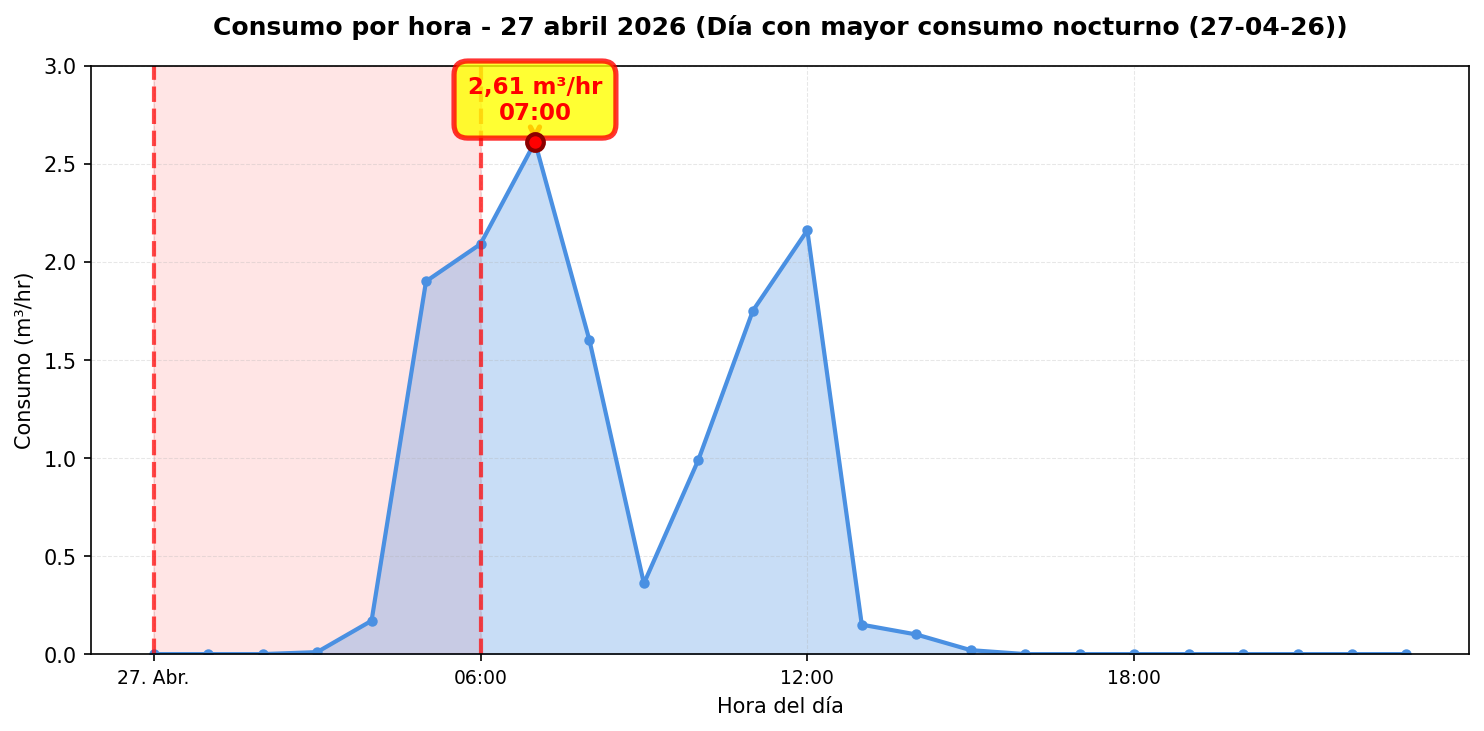 Consumo por hora - 27 abril 2026 (Día con mayor consumo nocturno (27-04-26))
2,61 m³/hr
07:00
Consumo (m³/hr)
3.0
2.5
2.0
1.5
1.0
0.5
0.0
27. Abr.
06:00
12:00
18:00
Hora del día